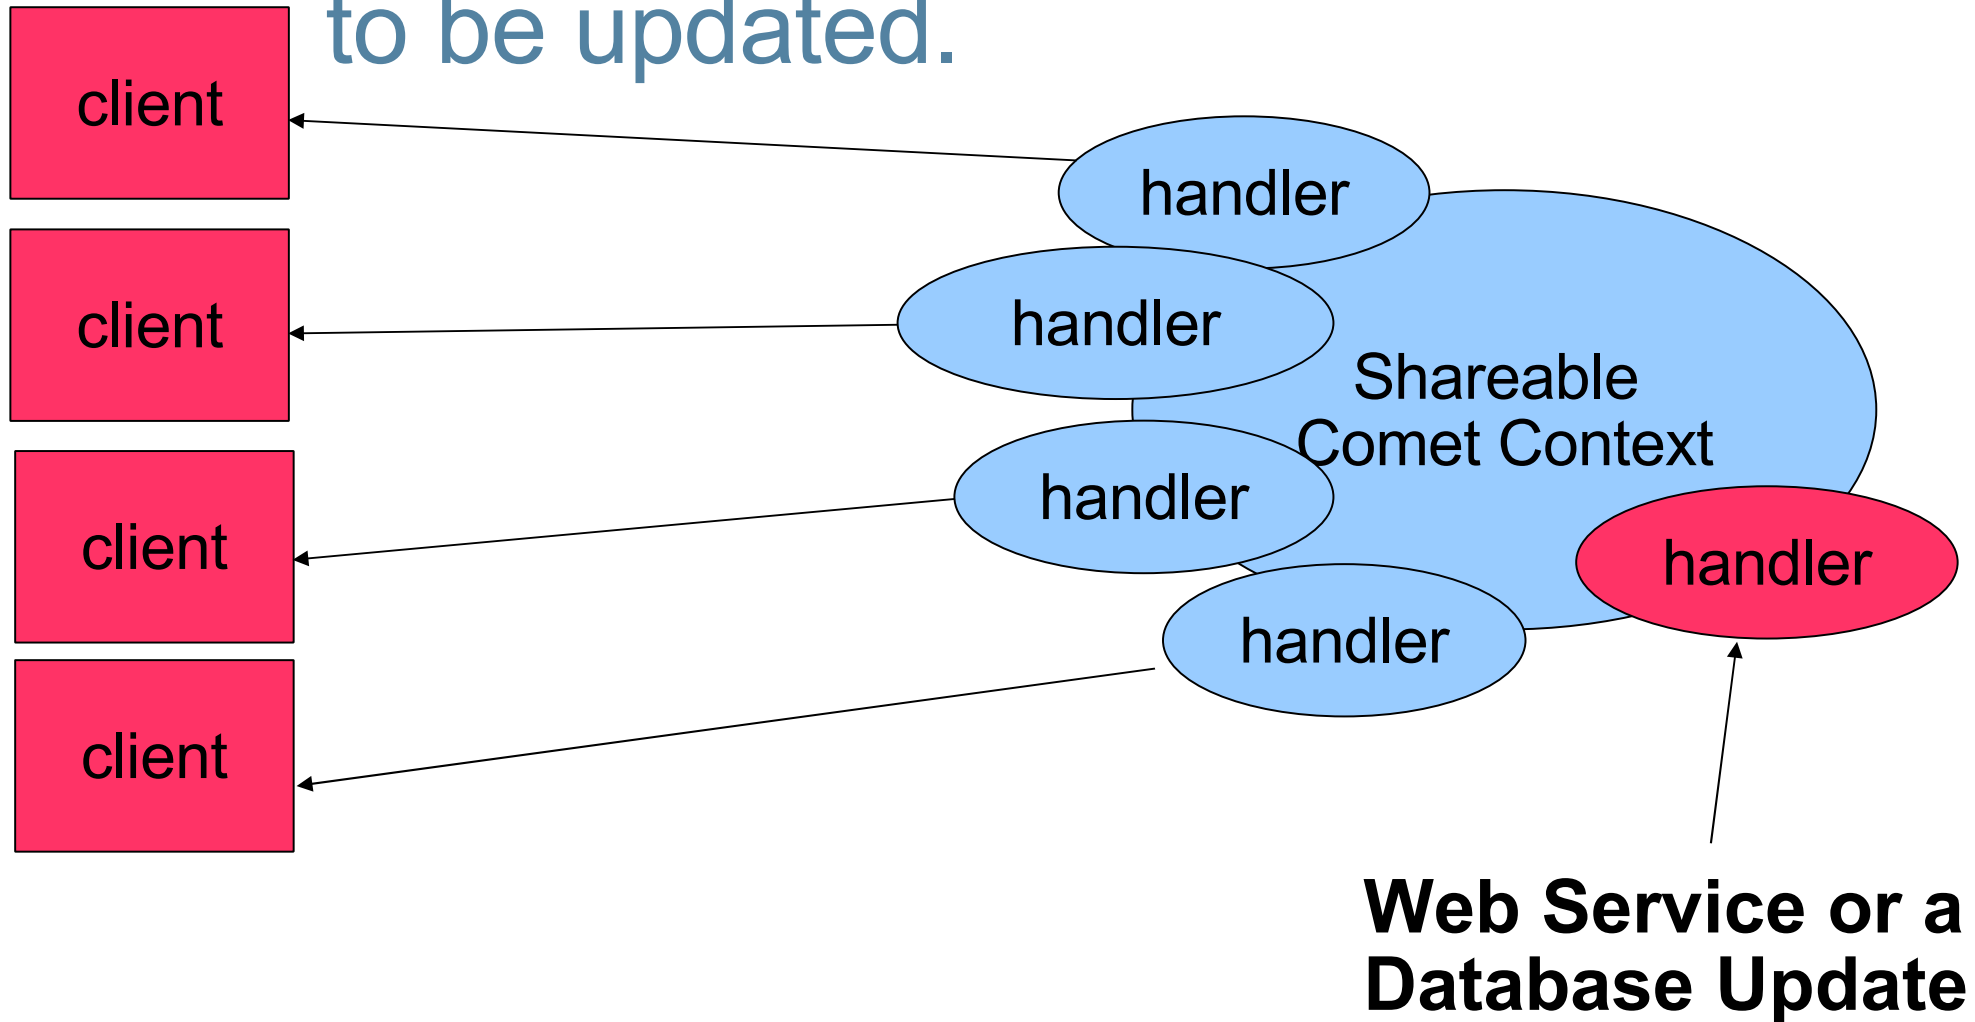 to be updated.
client
handler
client
handler
Shareable
Comet Context
client
handler
handler
client
handler
Web Service or a
Database Update